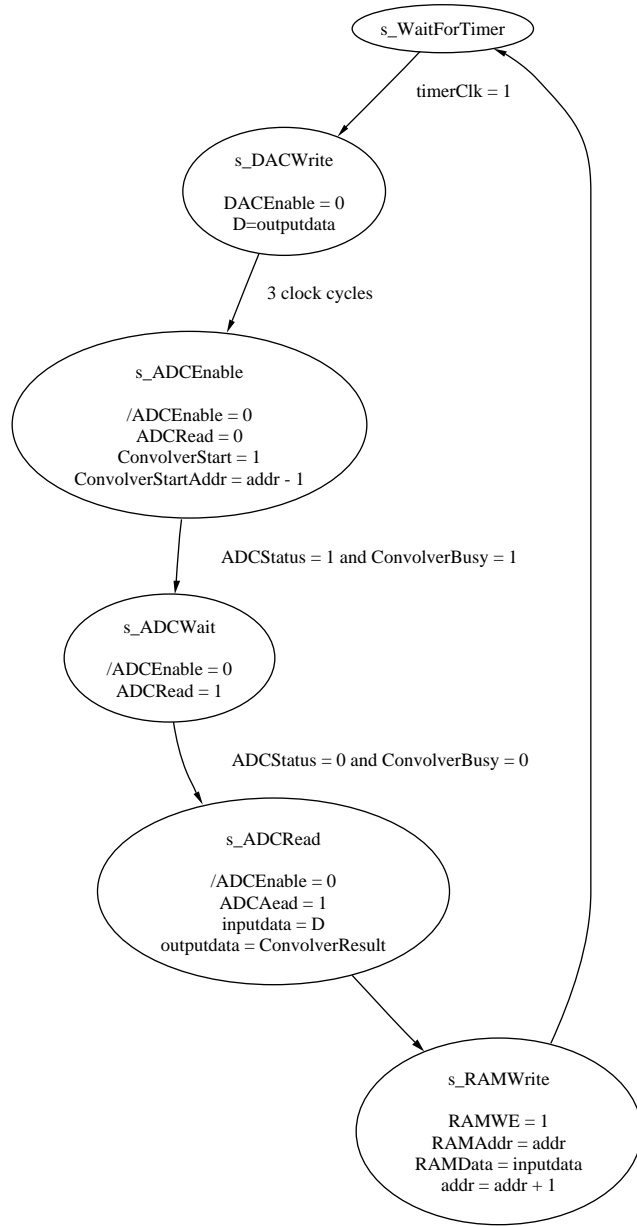 s_WaitForTimer
timerClk = 1
s_DACWrite
DACEnable = 0
D=outputdata
3 clock cycles
s_ADCEnable
/ADCEnable = 0
ADCRead = 0
ConvolverStart = 1
ConvolverStartAddr = addr - 1
ADCStatus = 1 and ConvolverBusy = 1
s_ADCWait
/ADCEnable = 0
ADCRead = 1
ADCStatus = 0 and ConvolverBusy = 0
s_ADCRead
/ADCEnable = 0
ADCAead = 1
inputdata = D
outputdata = ConvolverResult
s_RAMWrite
RAMWE = 1
RAMAddr = addr
RAMData = inputdata
addr = addr + 1